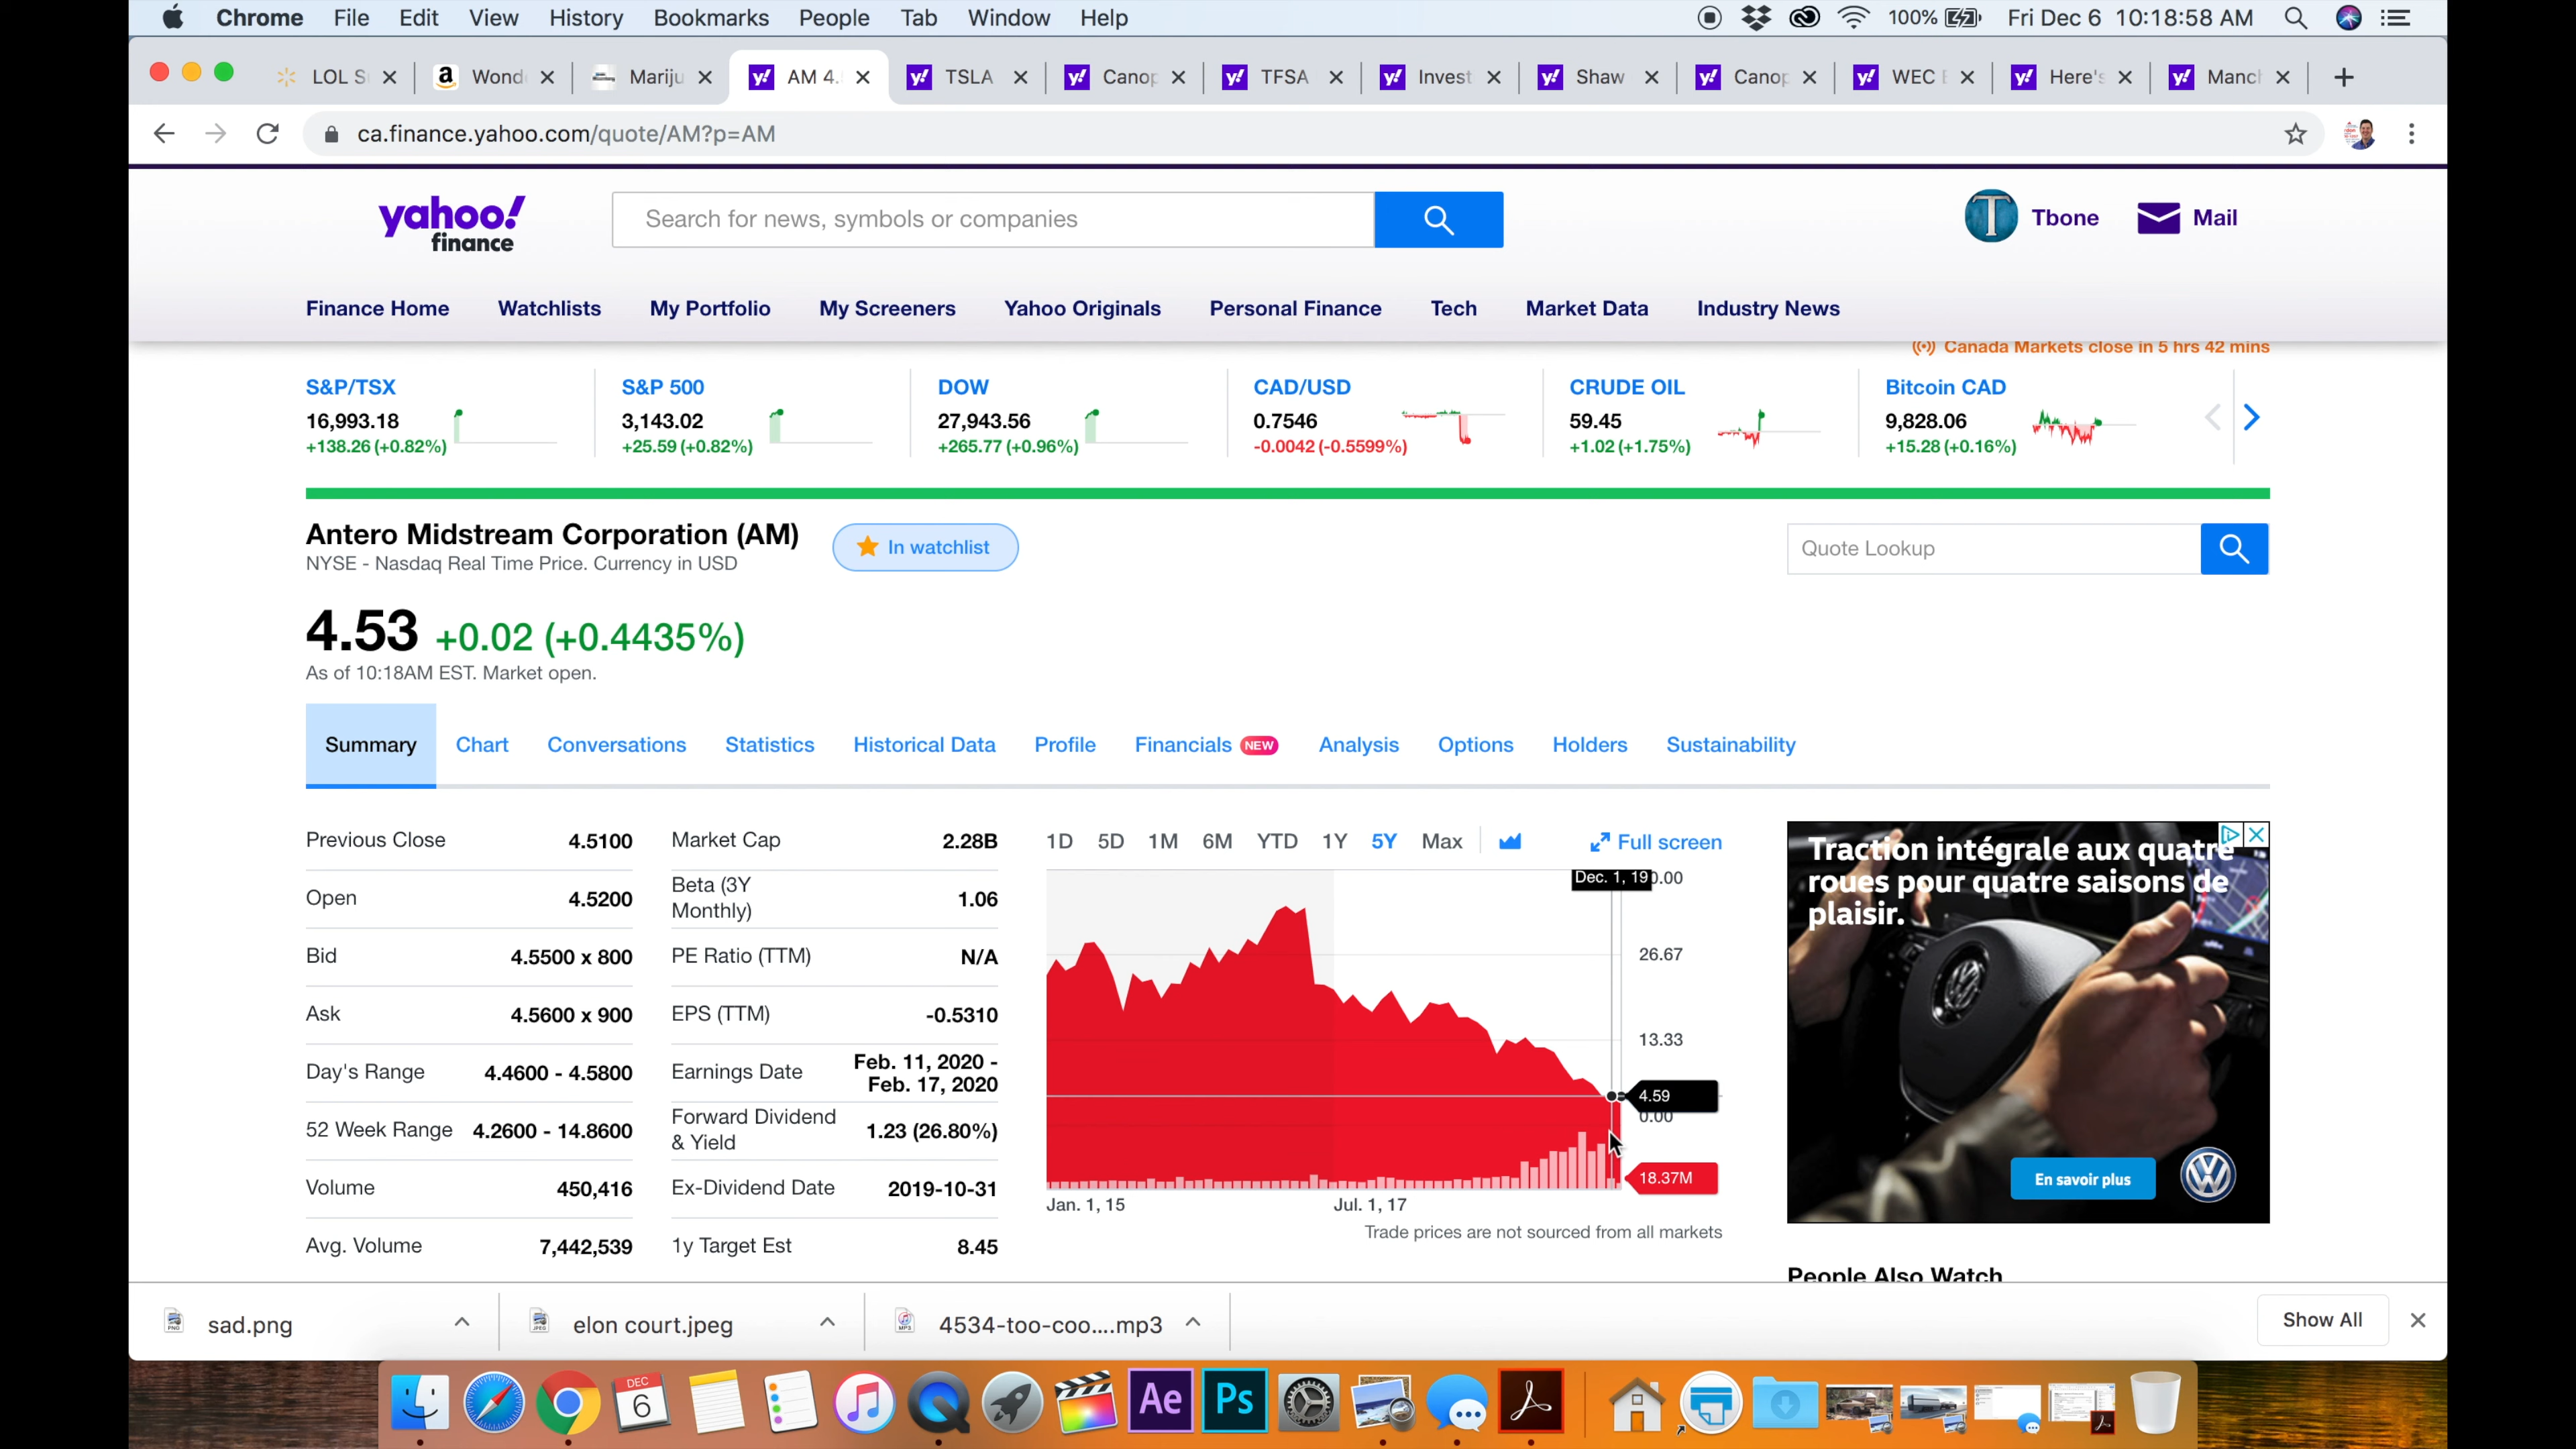 Chrome File Edit View History Bookmarks People Tab Window Help 100% Fri Dec 6 10:18:58 AM
LOL S a Wond Mariju y! AM 4. y! TSLA y! Canop y! TFSA y! Invest y! Shaw y! Canop y! WEC y! Here's y! Manc
ca.finance.yahoo.com/quote/AM?p=AM
yahoo!
finance
Search for news, symbols or companies
T Tbone Mail
Finance Home Watchlists My Portfolio My Screeners Yahoo Originals Personal Finance Tech Market Data Industry News
Canada Markets close in 5 hrs 42 mins
S&P/TSX S&P 500 DOW CAD/USD CRUDE OIL Bitcoin CAD
16,993.18 3,143.02 27,943.56 0.7546 59.45 9,828.06
+138.26 (+0.82%) +25.59 (+0.82%) +265.77 (+0.96%) -0.0042 (-0.5599%) +1.02 (+1.75%) +15.28 (+0.16%)
Antero Midstream Corporation (AM) In watchlist
NYSE - Nasdaq Real Time Price. Currency in USD
Quote Lookup
4.53 +0.02 (+0.4435%)
As of 10:18AM EST. Market open.
Summary Chart Conversations Statistics Historical Data Profile Financials NEW Analysis Options Holders Sustainability
Previous Close 4.5100
Open 4.5200
Bid 4.5500 x 800
Ask 4.5600 x 900
Day's Range 4.4600 - 4.5800
52 Week Range 4.2600 - 14.8600
Volume 450,416
Avg. Volume 7,442,539
Market Cap 2.28B
Beta (3Y
Monthly) 1.06
PE Ratio (TTM) N/A
EPS (TTM) -0.5310
Earnings Date Feb. 11, 2020 -
Feb. 17, 2020
Forward Dividend
& Yield 1.23 (26.80%)
Ex-Dividend Date 2019-10-31
1y Target Est 8.45
1D 5D 1M 6M YTD 1Y 5Y Max Full screen
Dec. 1, 19 0.00
26.67
13.33
4.59
0.00
18.37M
Jan. 1, 15 Jul. 1, 17
Trade prices are not sourced from all markets
Traction intégrale aux quatre
roues pour quatre saisons de
plaisir.
En savoir plus
People Also Watch
sad.png elon court.jpeg 4534-too-coo....mp3 Show All
DEC
6
Ae Ps